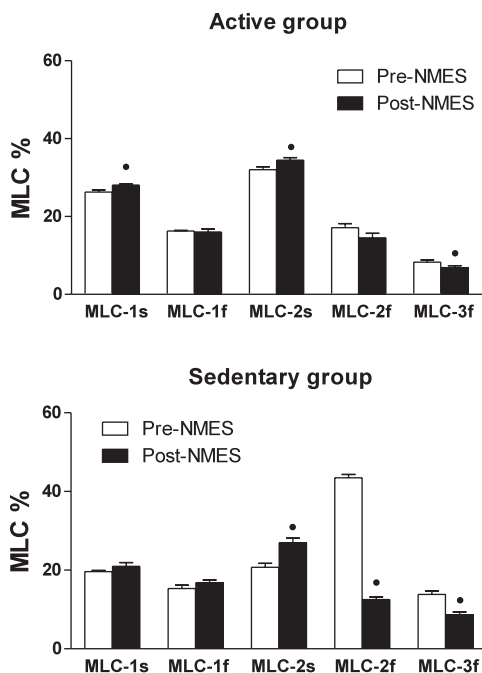 Active group
60
40
20
0
MLC %
Pre-NMES
Post-NMES
MLC-1s MLC-1f MLC-2s MLC-2f MLC-3f
Sedentary group
60
40
20
0
MLC %
Pre-NMES
Post-NMES
MLC-1s MLC-1f MLC-2s MLC-2f MLC-3f